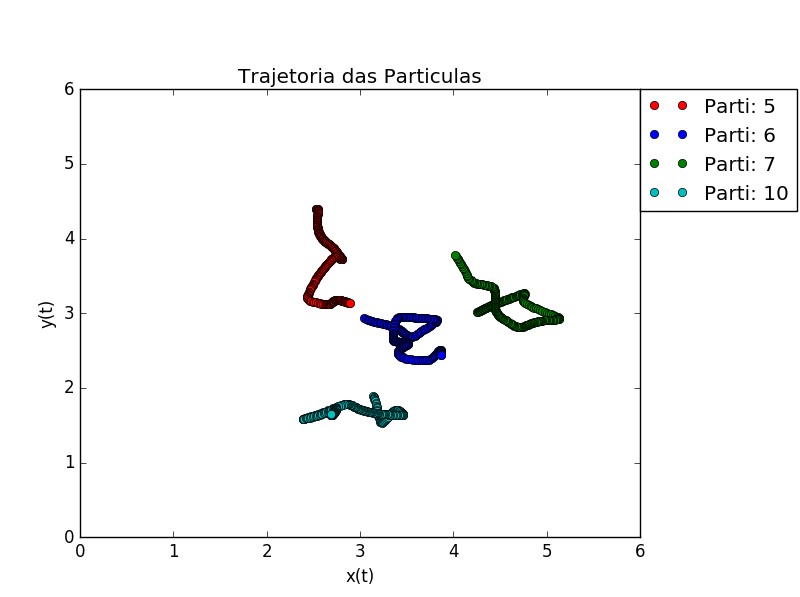 Trajetoria das Particulas
6
5
4
3
2
1
0
y(t)
0 1 2 3 4 5 6
x(t)
Parti: 5
Parti: 6
Parti: 7
Parti: 10